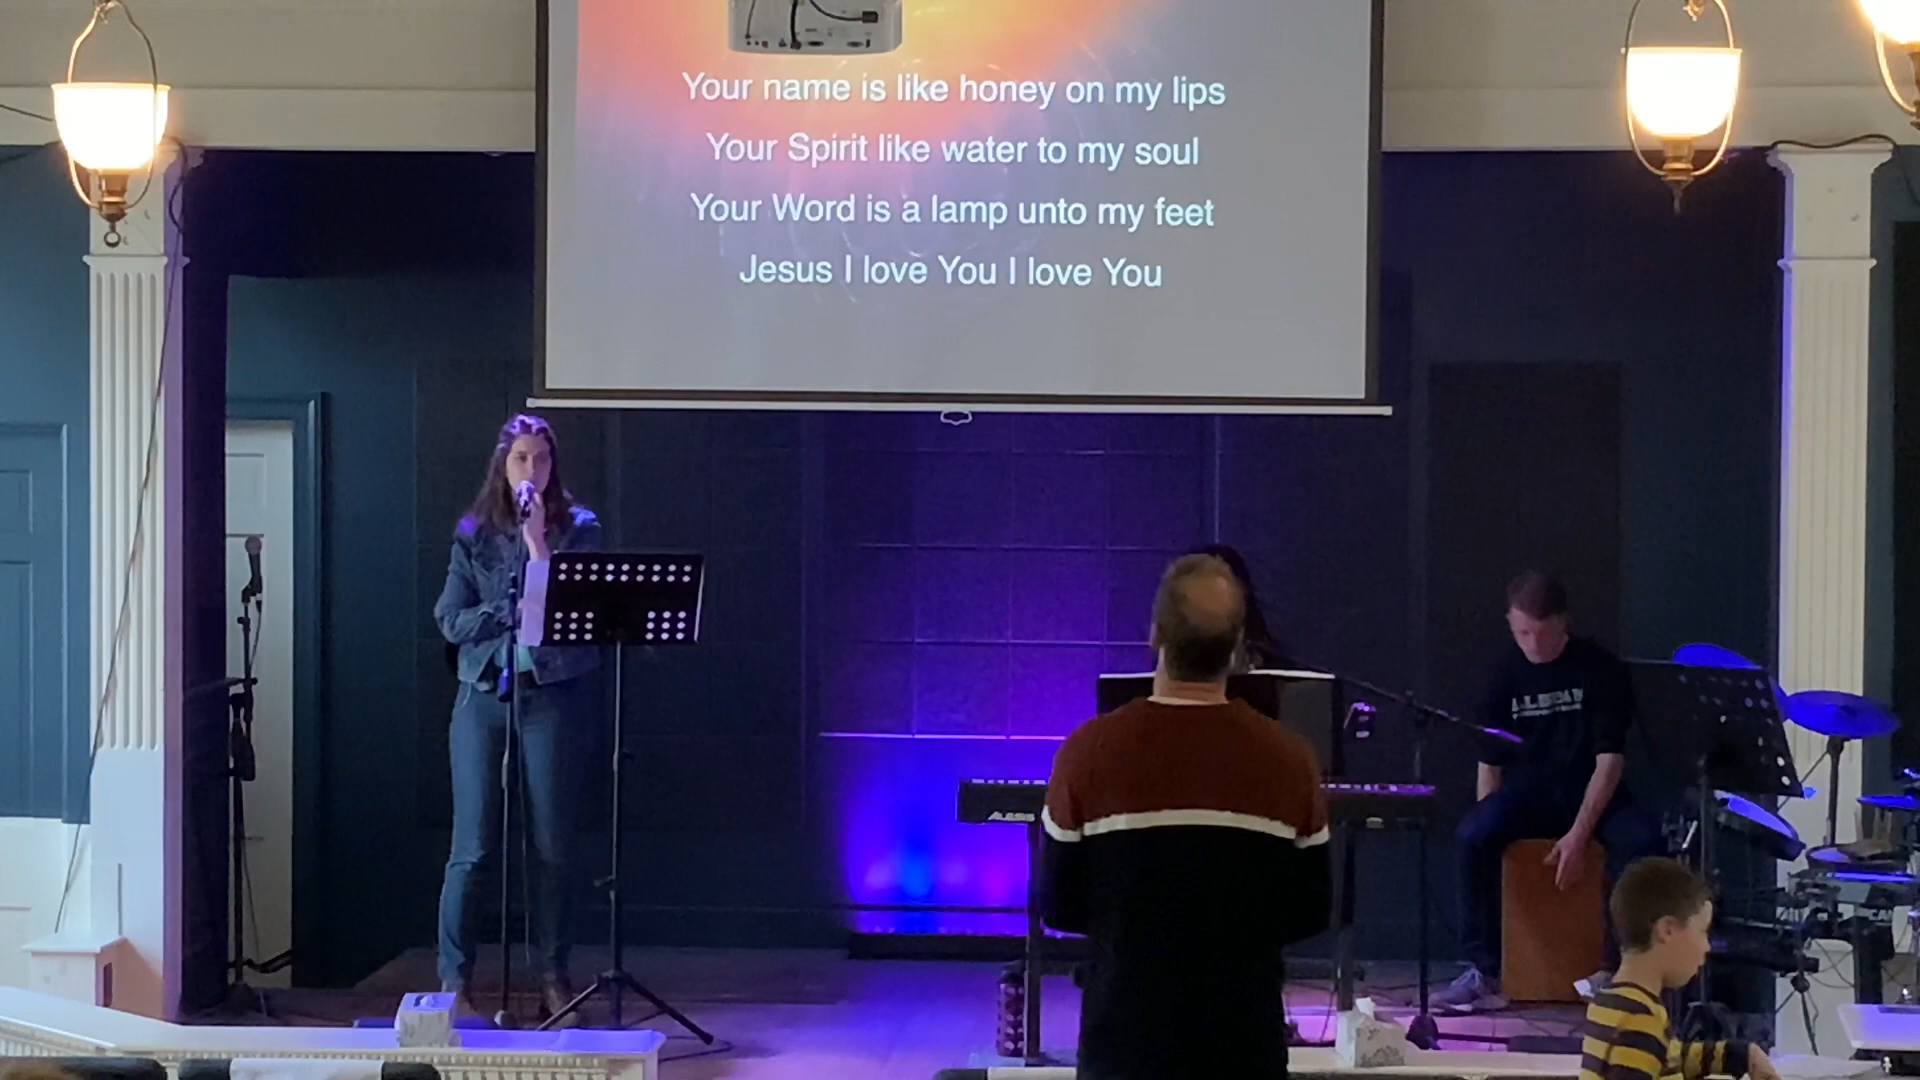 Your name is like honey on my lips
Your Spirit like water to my soul
Your Word is a lamp unto my feet
Jesus I love You I love You
ALESIS